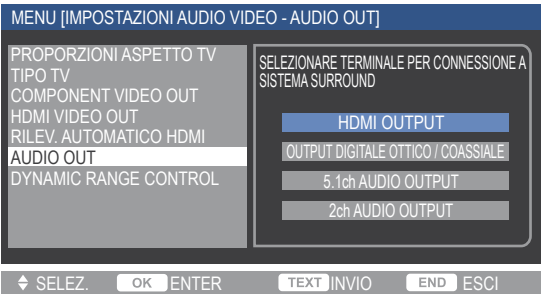 MENU [IMPOSTAZIONI AUDIO VIDEO - AUDIO OUT]
PROPORZIONI ASPETTO TV
TIPO TV
COMPONENT VIDEO OUT
HDMI VIDEO OUT
RILEV. AUTOMATICO HDMI
AUDIO OUT
DYNAMIC RANGE CONTROL
SELEZIONARE TERMINALE PER CONNESSIONE A
SISTEMA SURROUND
HDMI OUTPUT
OUTPUT DIGITALE OTTICO / COASSIALE
5.1ch AUDIO OUTPUT
2ch AUDIO OUTPUT
SELEZ. OK ENTER TEXT INVIO END ESCI